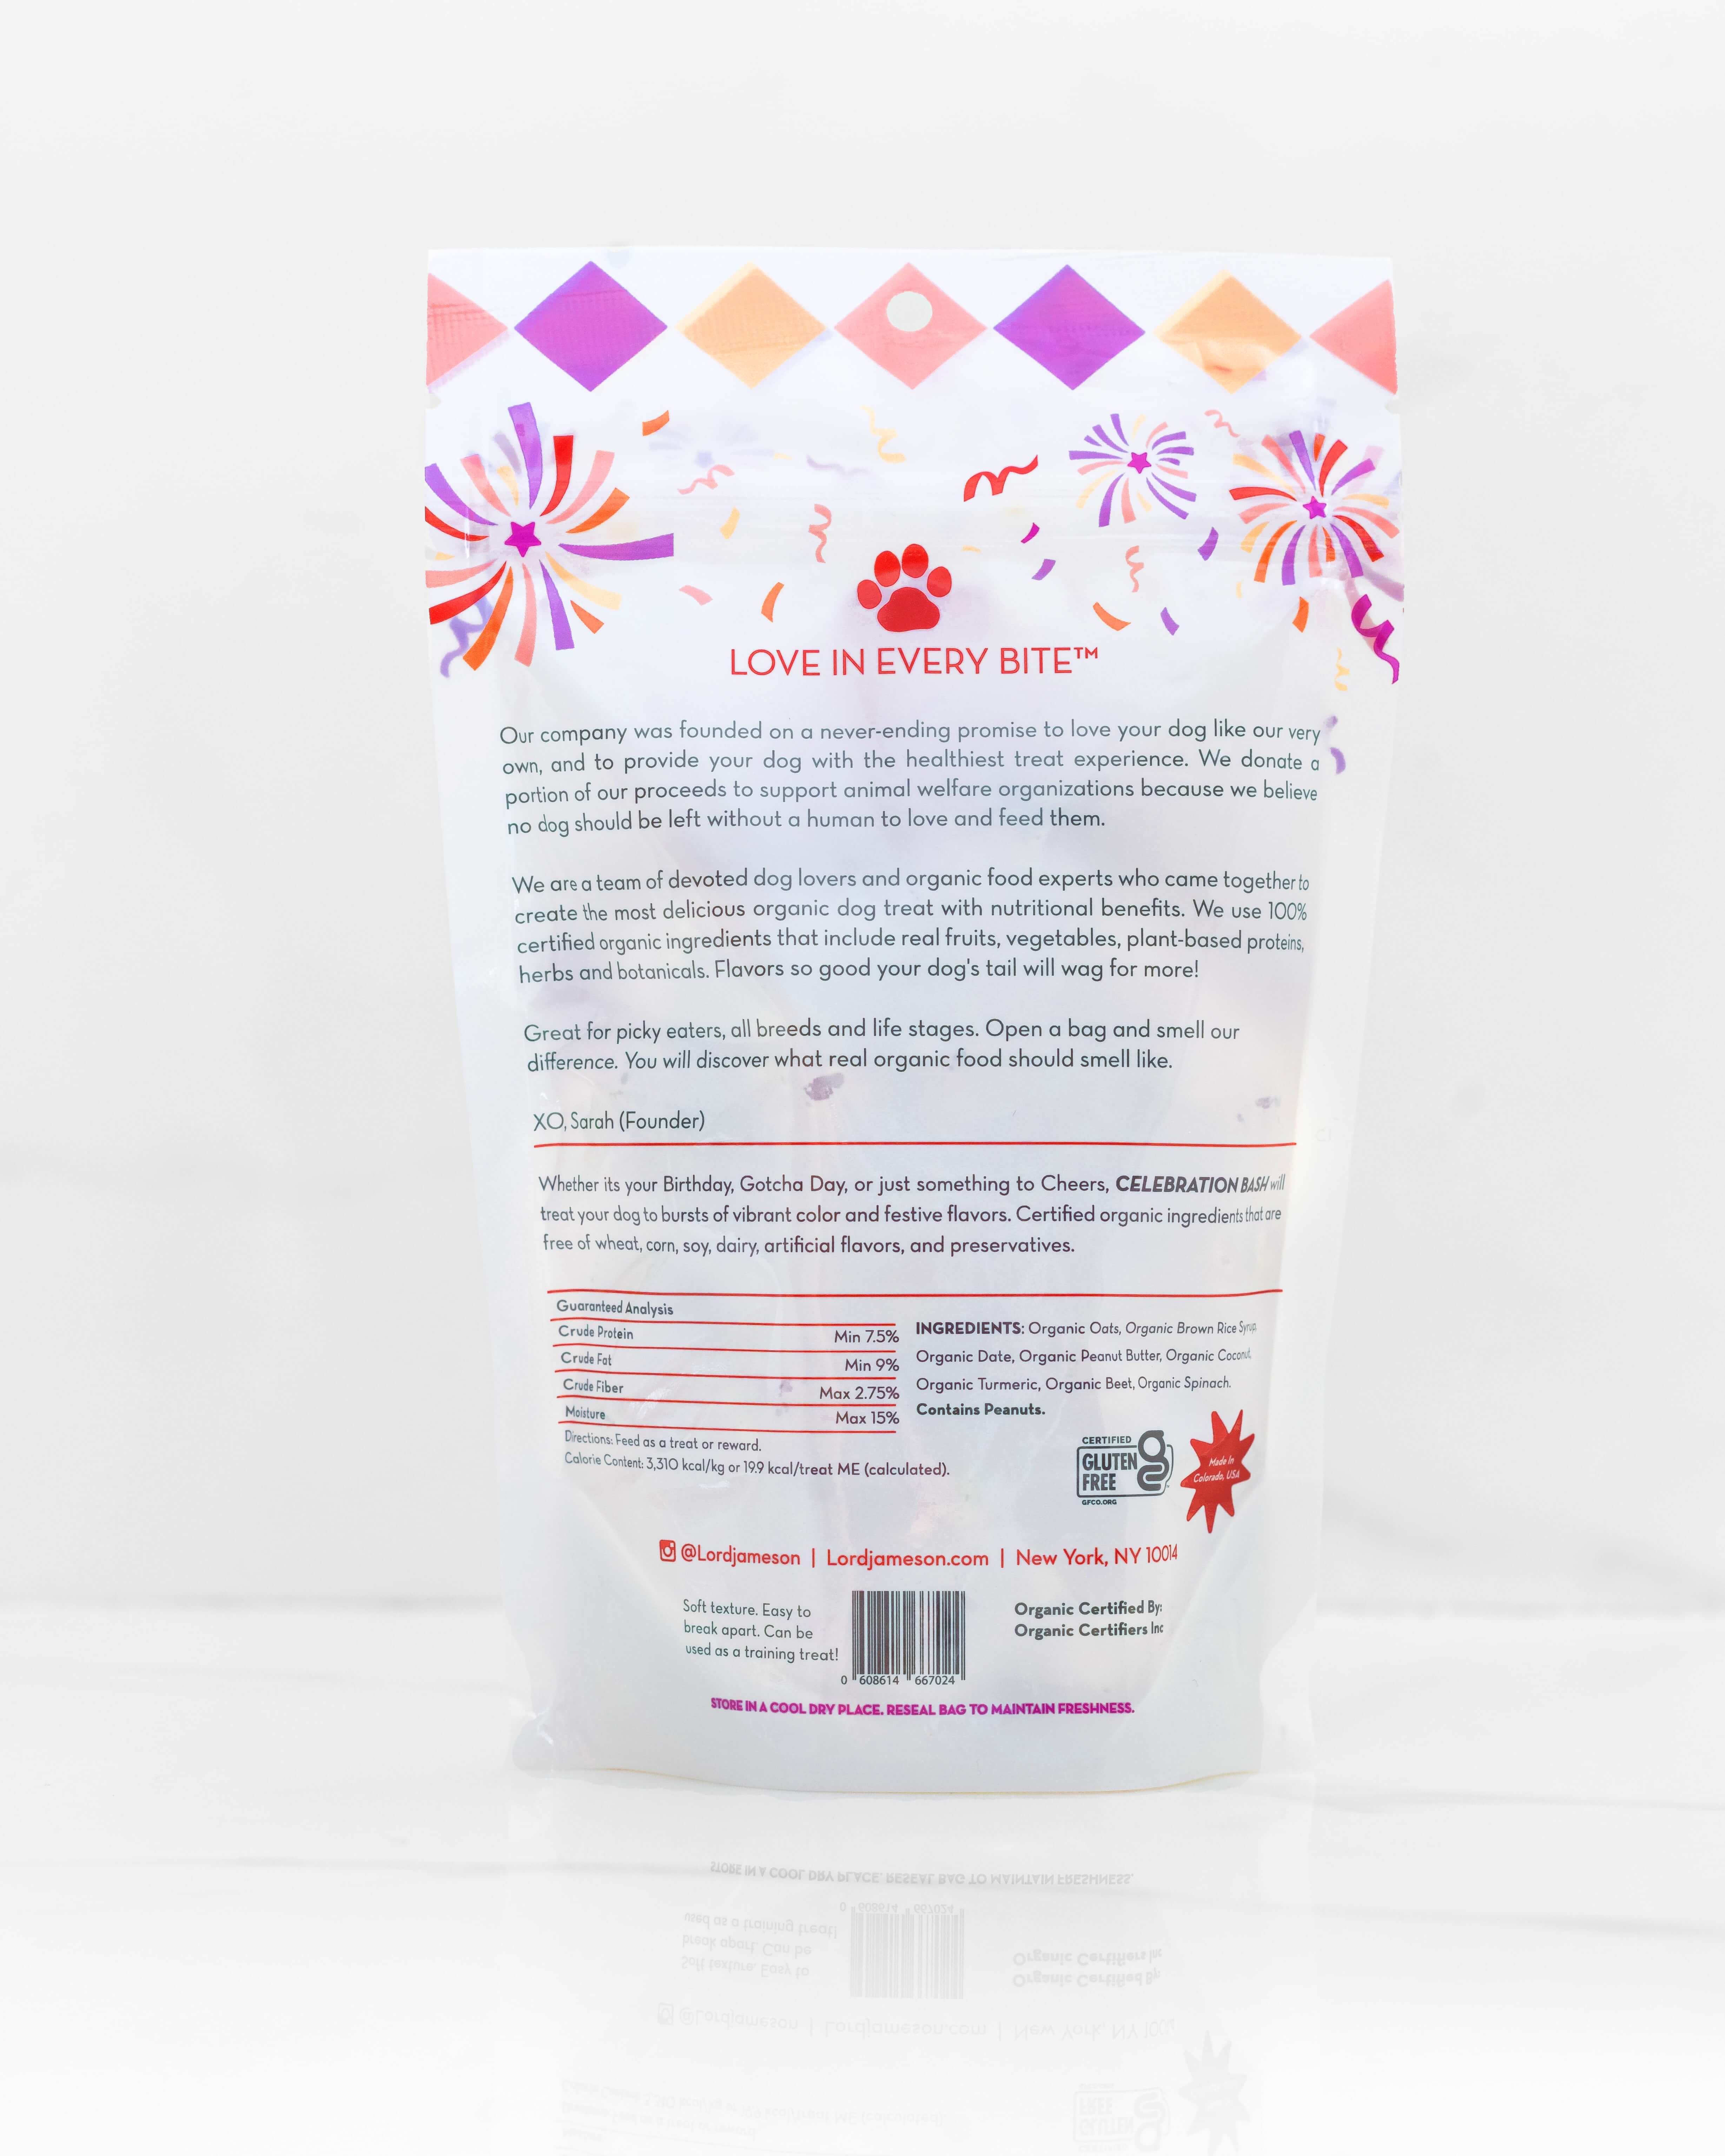 LOVE IN EVERY BITE™
Our company was founded on a never-ending promise to love your dog like our very
own, and to provide your dog with the healthiest treat experience. We donate a
portion of our proceeds to support animal welfare organizations because we believe
no dog should be left without a human to love and feed them.
We are a team of devoted dog lovers and organic food experts who came together to
create the most delicious organic dog treat with nutritional benefits. We use 100%
certified organic ingredients that include real fruits, vegetables, plant-based proteins,
herbs and botanicals. Flavors so good your dog's tail will wag for more!
Great for picky eaters, all breeds and life stages. Open a bag and smell our
difference. You will discover what real organic food should smell like.
XO, Sarah (Founder)
Whether its your Birthday, Gotcha Day, or just something to Cheers, CELEBRATION BASH will
treat your dog to bursts of vibrant color and festive flavors. Certified organic ingredients that are
free of wheat, corn, soy, dairy, artificial flavors, and preservatives.
Guaranteed Analysis
Crude Protein Min 7.5%
Crude Fat Min 9%
Crude Fiber Max 2.75%
Moisture Max 15%
Directions: Feed as a treat or reward.
Calorie Content: 3,310 kcal/kg or 19.9 kcal/treat ME (calculated).
INGREDIENTS: Organic Oats, Organic Brown Rice Syrup,
Organic Date, Organic Peanut Butter, Organic Coconut,
Organic Turmeric, Organic Beet, Organic Spinach.
Contains Peanuts.
CERTIFIED
GLUTEN
FREE
GFCO.ORG
Made In
Colorado, USA
@Lordjameson | Lordjameson.com | New York, NY 10014
Soft texture. Easy to
break apart. Can be
used as a training treat!
0 608614 667024
Organic Certified By:
Organic Certifiers Inc
STORE IN A COOL DRY PLACE. RESEAL BAG TO MAINTAIN FRESHNESS.